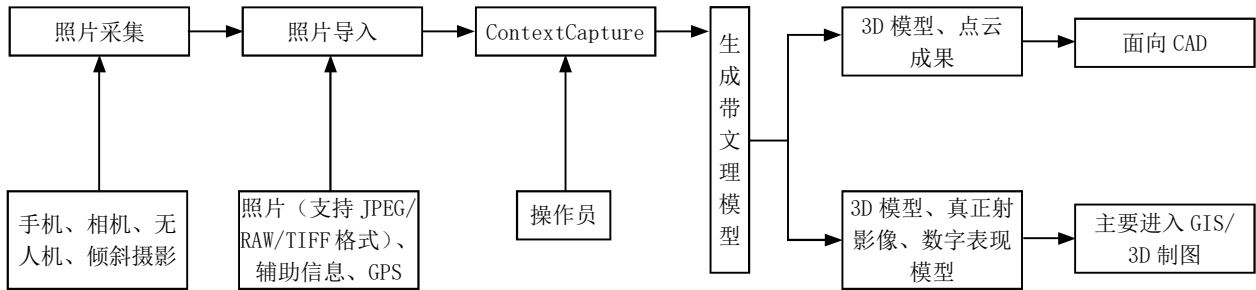 照片采集
照片导入
ContextCapture
生
成
带
文
理
模
型
3D 模型、点云
成果
面向 CAD
手机、相机、无
人机、倾斜摄影
照片（支持 JPEG/
RAW/TIFF 格式）、
辅助信息、GPS
操作员
3D 模型、真正射
影像、数字表现
模型
主要进入 GIS/
3D 制图